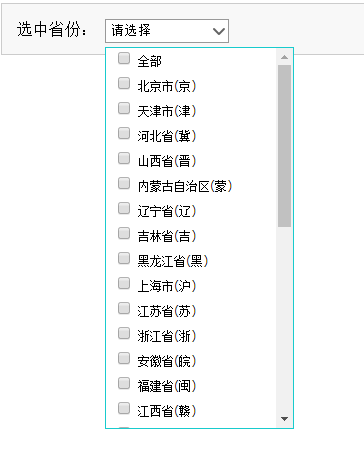 选中省份： 请选择
全部
北京市(京)
天津市(津)
河北省(冀)
山西省(晋)
内蒙古自治区(蒙)
辽宁省(辽)
吉林省(吉)
黑龙江省(黑)
上海市(沪)
江苏省(苏)
浙江省(浙)
安徽省(皖)
福建省(闽)
江西省(赣)